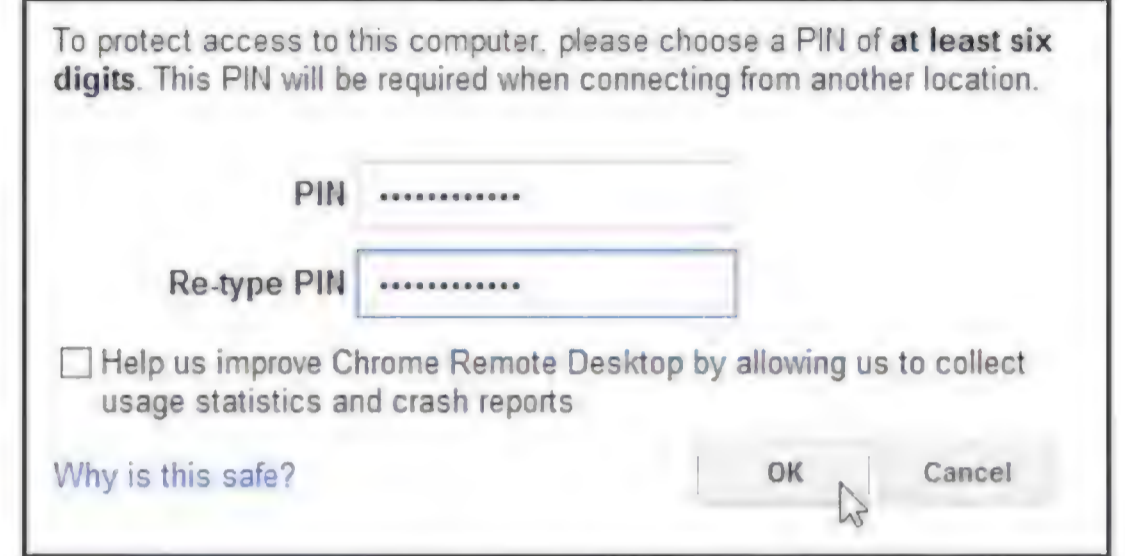 To protect access to this computer, please choose a PIN of at least six
digits. This PIN will be required when connecting from another location.
PIN ............
Re-type PIN ............
Help us improve Chrome Remote Desktop by allowing us to collect
usage statistics and crash reports
Why is this safe?
OK
Cancel